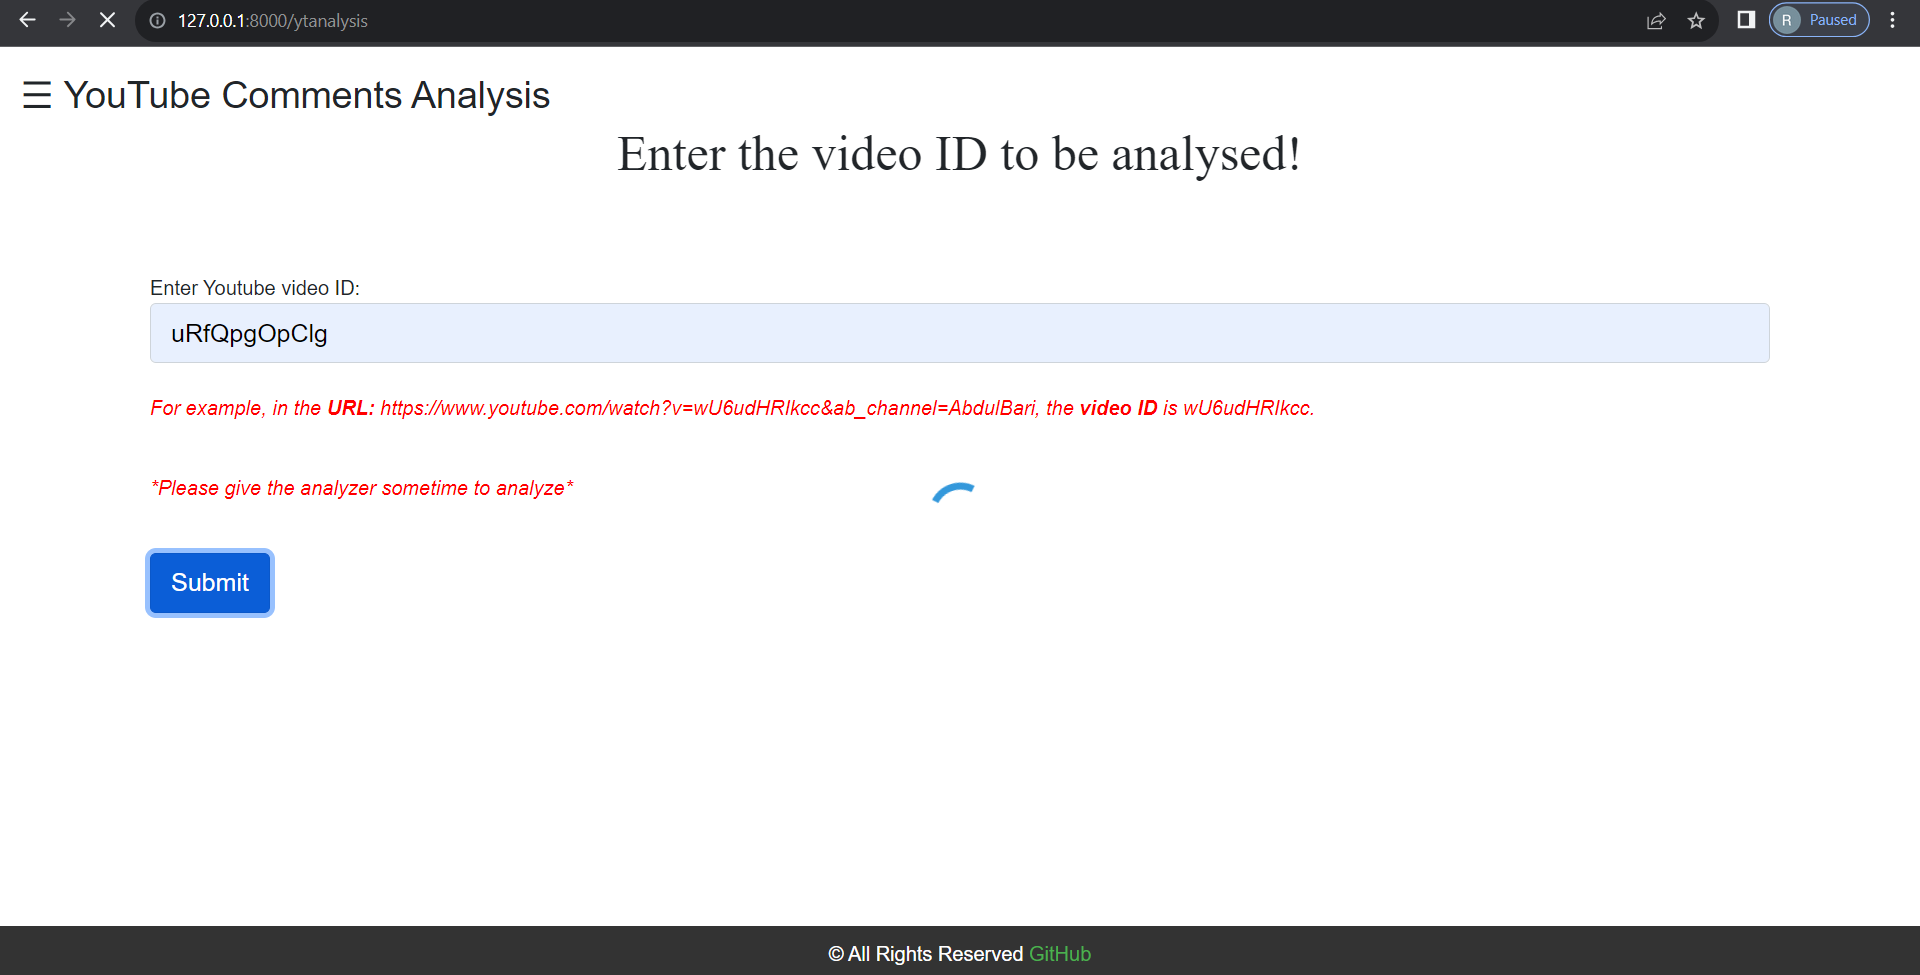 127.0.0.1:8000/ytanalysis
R Paused
☰ YouTube Comments Analysis
Enter the video ID to be analysed!
Enter Youtube video ID:
uRfQpgOpClg
For example, in the URL: https://www.youtube.com/watch?v=wU6udHRIkcc&ab_channel=AbdulBari, the video ID is wU6udHRIkcc.
*Please give the analyzer sometime to analyze*
Submit
© All Rights Reserved GitHub